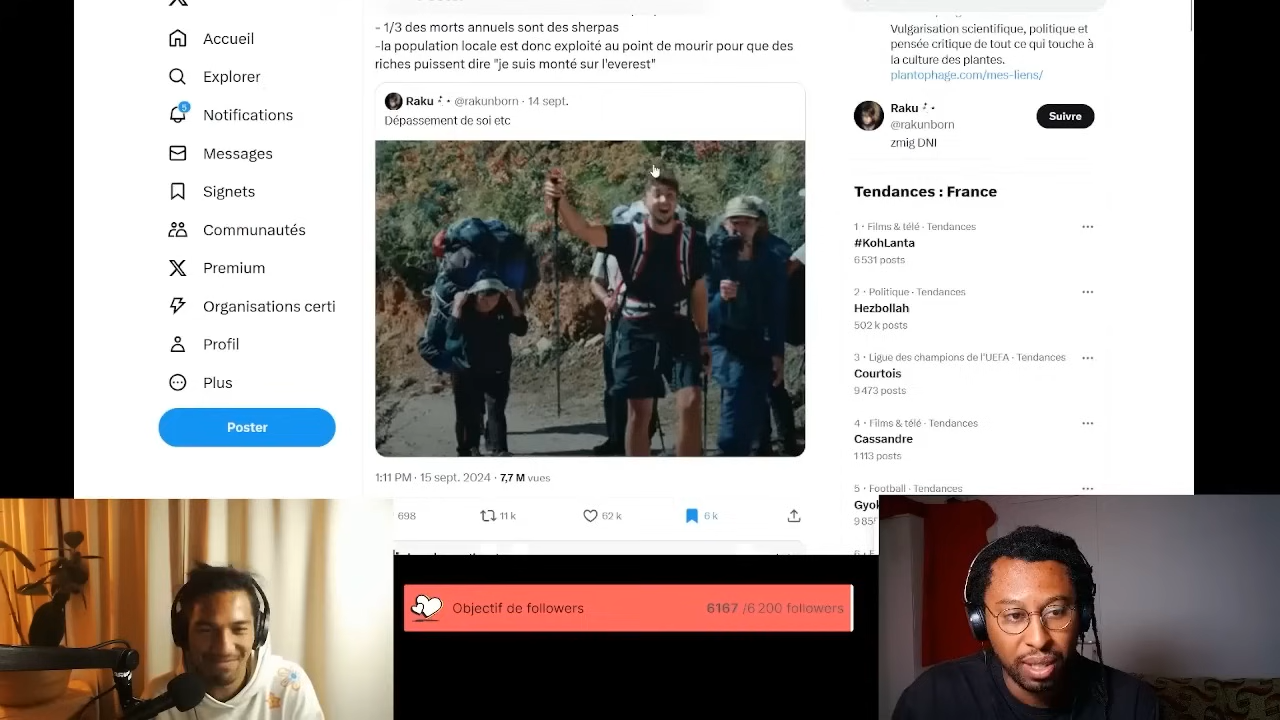 Accueil
Explorer
5
Notifications
Messages
Signets
Communautés
Premium
Organisations certi
Profil
Plus
Poster
- 1/3 des morts annuels sont des sherpas
-la population locale est donc exploité au point de mourir pour que des
riches puissent dire "je suis monté sur l'everest"
Raku @rakunborn · 14 sept.
Dépassement de soi etc
1:11 PM · 15 sept. 2024 · 7,7 M vues
698
11 k
62 k
6 k
Vulgarisation scientifique, politique et
pensée critique de tout ce qui touche à
la culture des plantes.
plantophage.com/mes-liens/
Raku
@rakunborn
zmig DNI
Suivre
Tendances : France
1 · Films & télé · Tendances
#KohLanta
6 531 posts
2 · Politique · Tendances
Hezbollah
502 k posts
3 · Ligue des champions de l'UEFA · Tendances
Courtois
9 473 posts
4 · Films & télé · Tendances
Cassandre
1 113 posts
5 · Football · Tendances
Objectif de followers
6167 /6 200 followers